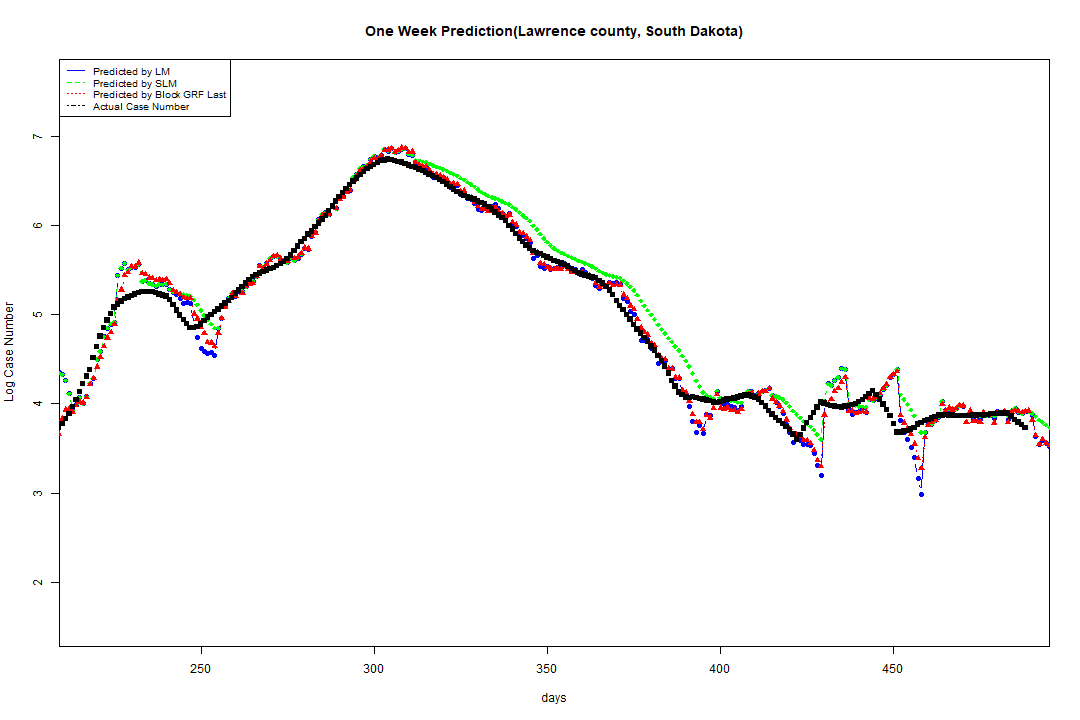 One Week Prediction(Lawrence county, South Dakota)
Predicted by LM
Predicted by SLM
Predicted by Block GRF Last
Actual Case Number
Log Case Number
7
6
5
4
3
2
250 300 350 400 450
days